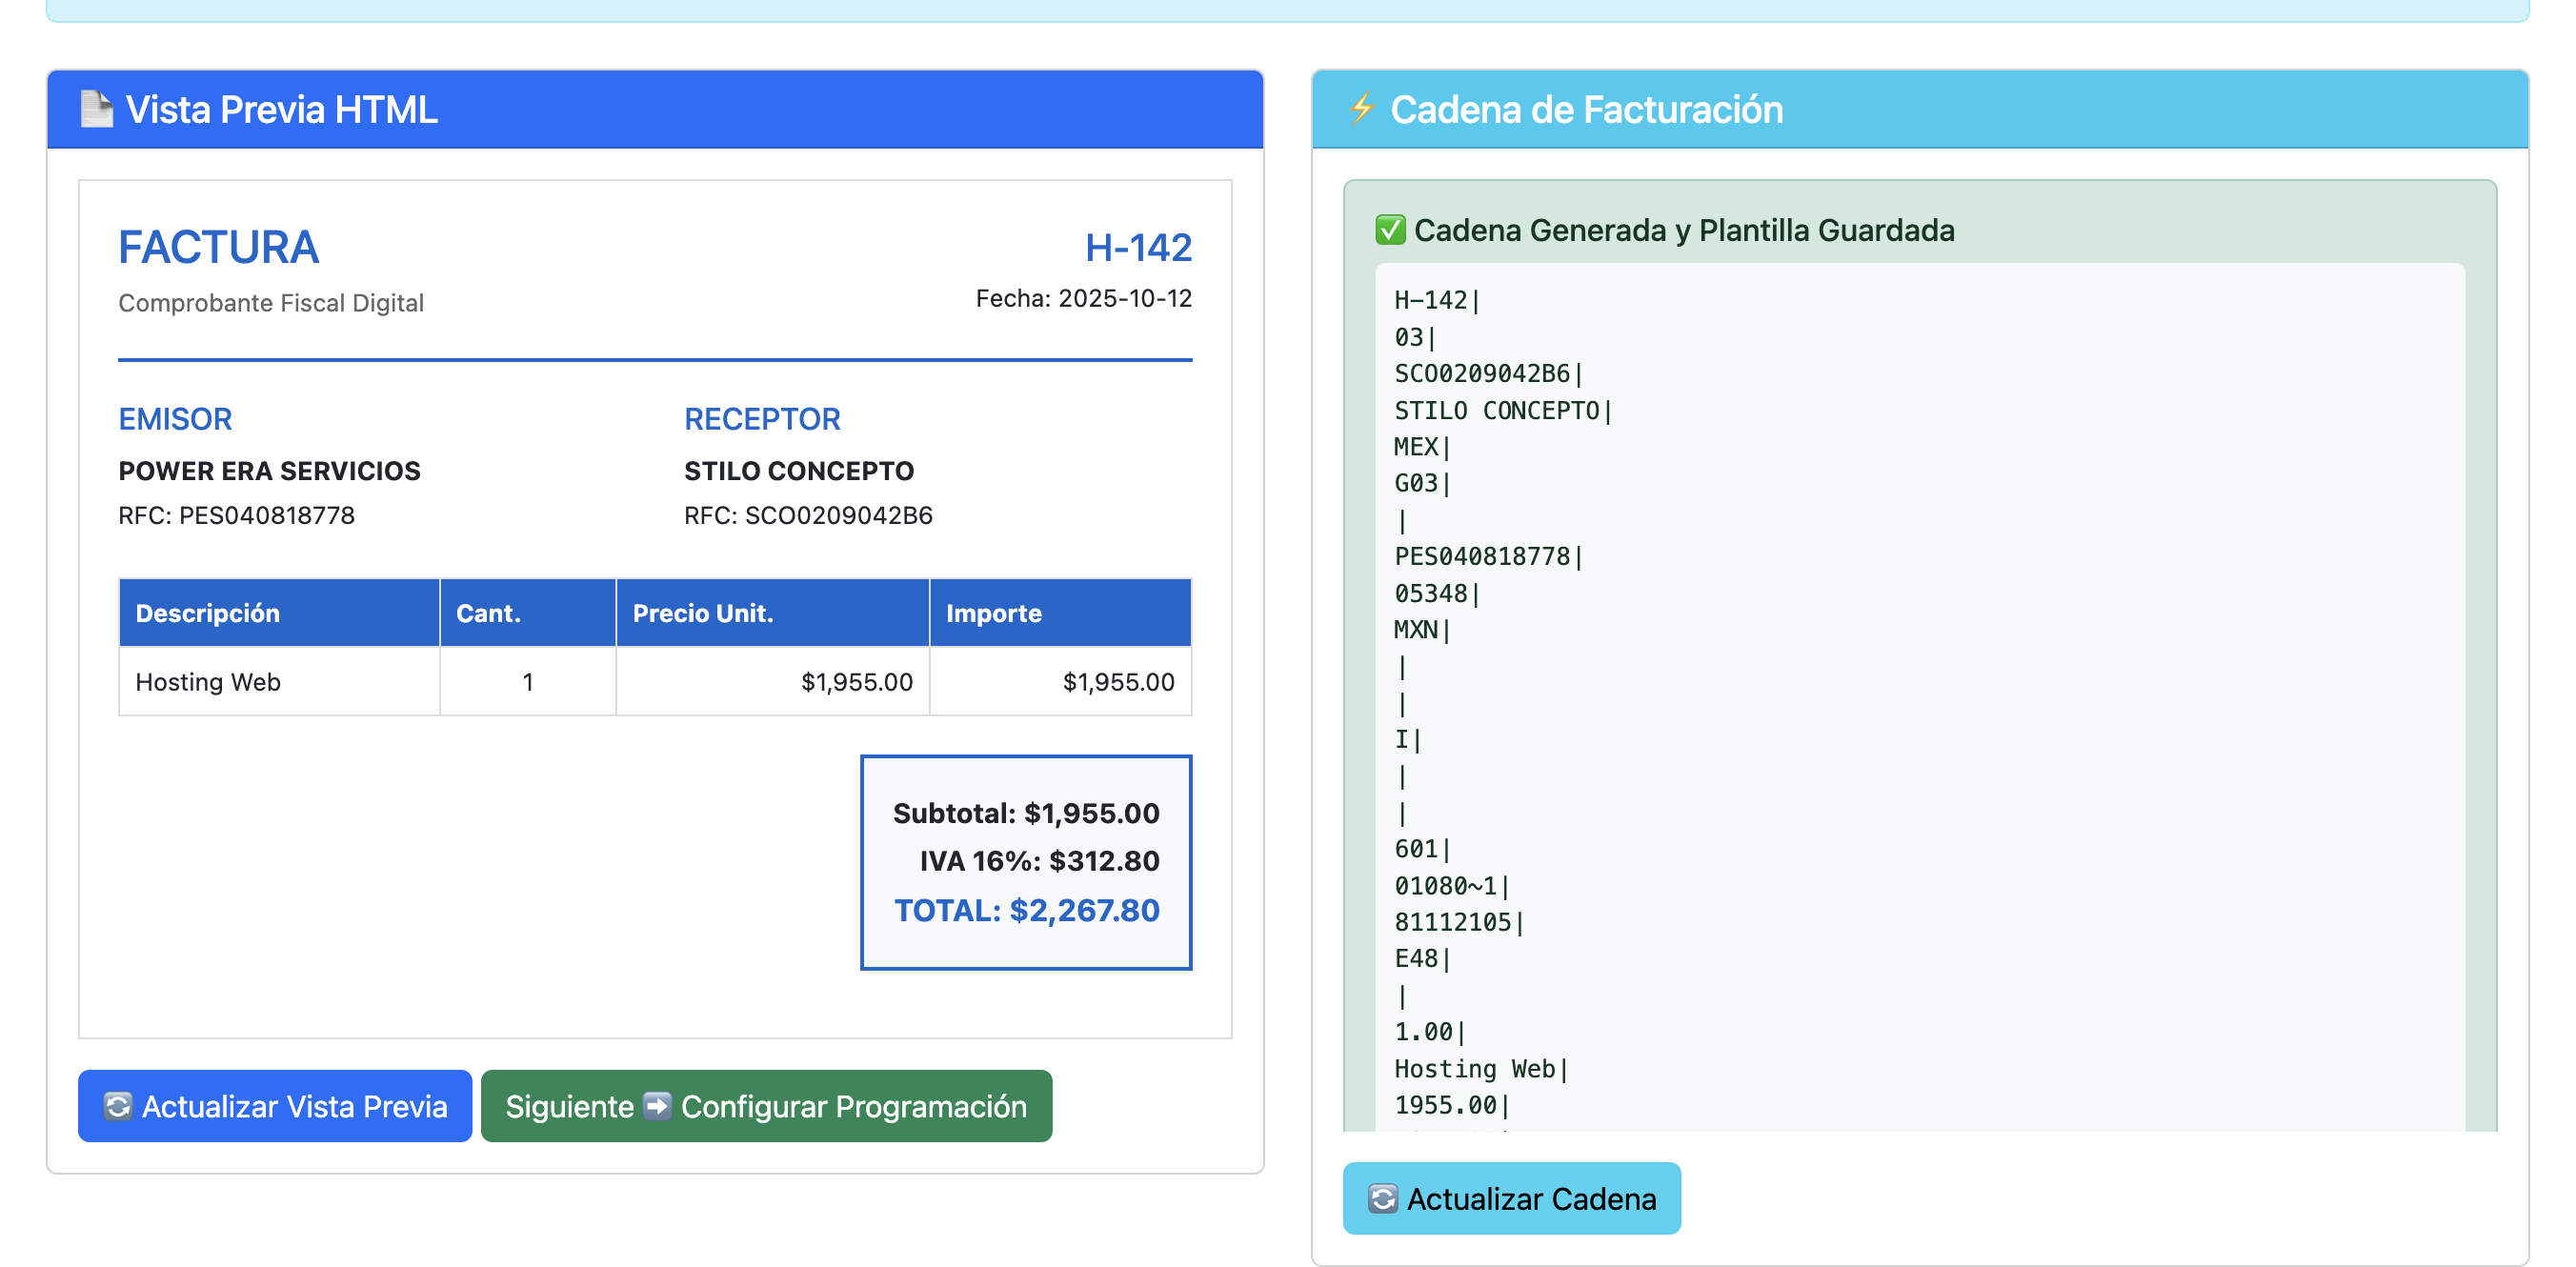 Vista Previa HTML
FACTURA
H-142
Comprobante Fiscal Digital
Fecha: 2025-10-12
EMISOR
RECEPTOR
POWER ERA SERVICIOS
STILO CONCEPTO
RFC: PES040818778
RFC: SCO0209042B6
Descripción Cant. Precio Unit. Importe
Hosting Web 1 $1,955.00 $1,955.00
Subtotal: $1,955.00
IVA 16%: $312.80
TOTAL: $2,267.80
Actualizar Vista Previa
Siguiente ➡ Configurar Programación
⚡ Cadena de Facturación
✅ Cadena Generada y Plantilla Guardada
H-142|
03|
SCO0209042B6|
STILO CONCEPTO|
MEX|
G03|
|
PES040818778|
05348|
MXN|
|
|
I|
|
|
601|
01080~1|
81112105|
E48|
|
1.00|
Hosting Web|
1955.00|
Actualizar Cadena